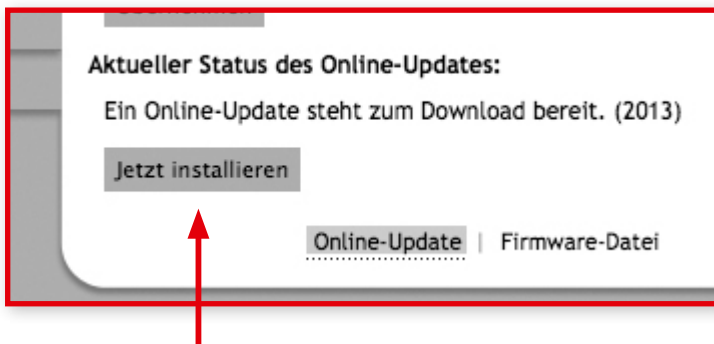 Aktueller Status des Online-Updates:
Ein Online-Update steht zum Download bereit. (2013)
Jetzt installieren
Online-Update | Firmware-Datei